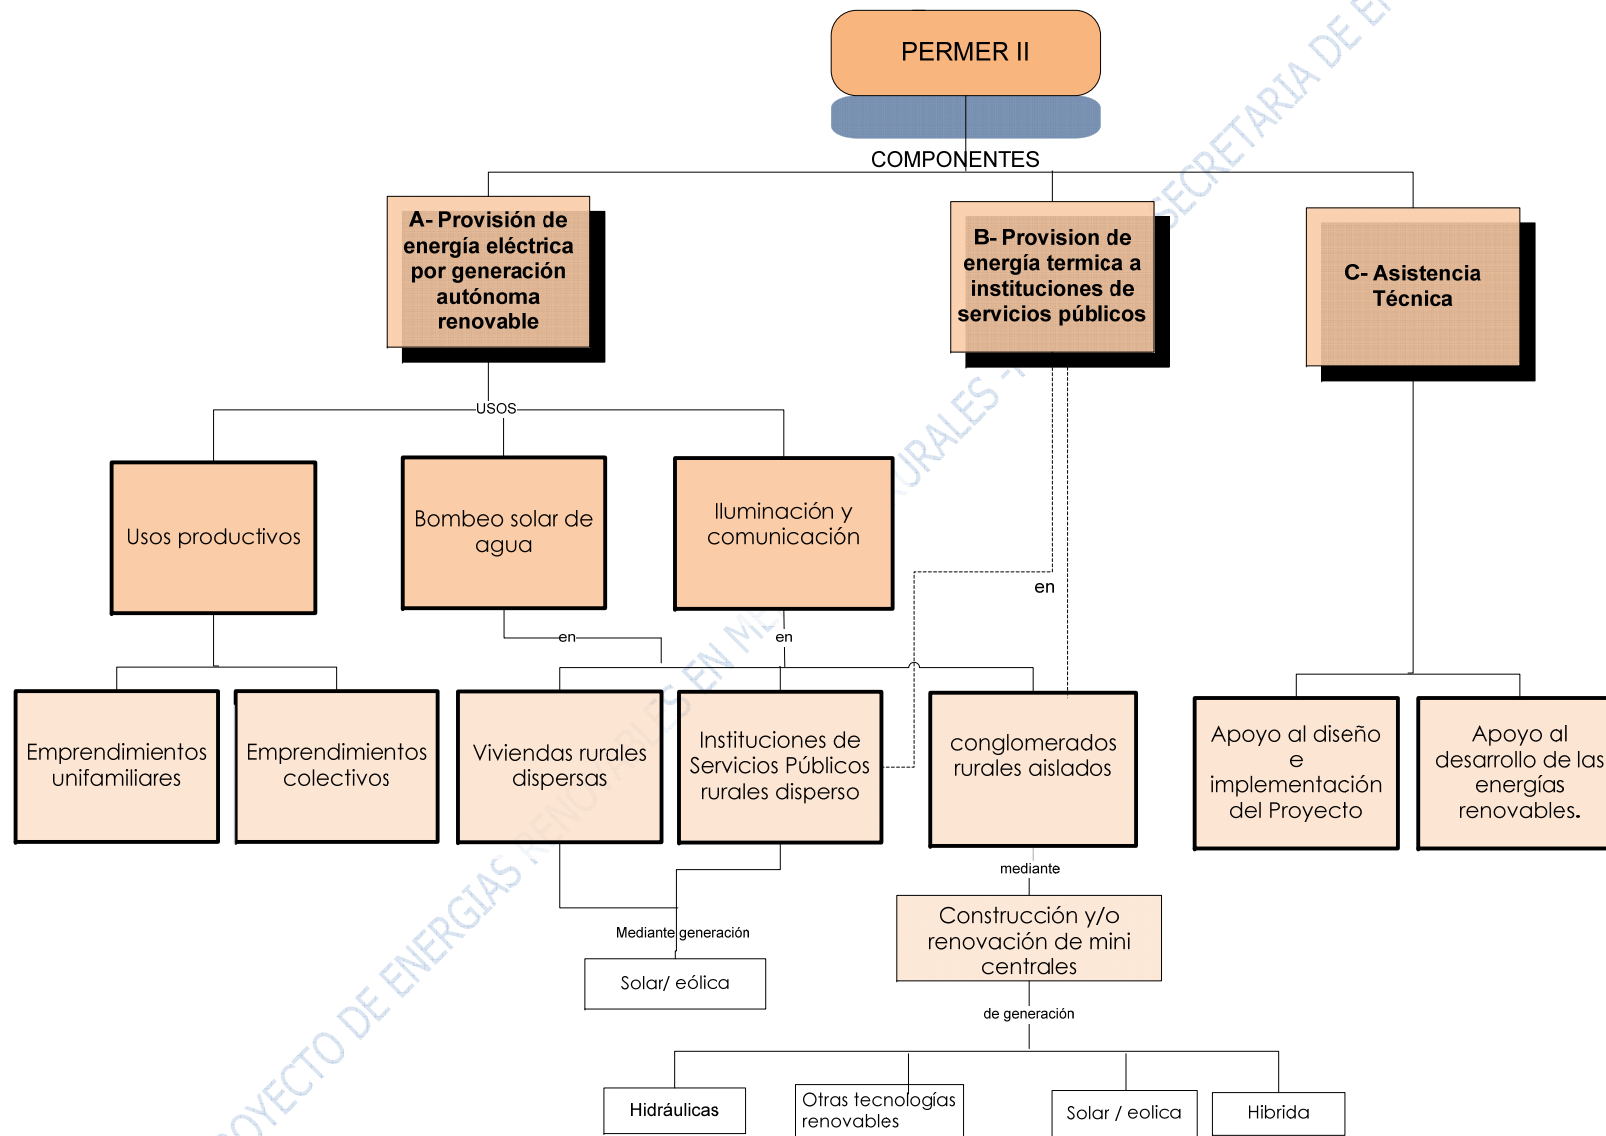 PERMER II
COMPONENTES
A- Provisión de
energía eléctrica
por generación
autónoma
renovable
B- Provision de
energía termica a
instituciones de
servicios públicos
C- Asistencia
Técnica
USOS
Usos productivos
Bombeo solar de
agua
Iluminación y
comunicación
en
en
en
Emprendimientos
unifamiliares
Emprendimientos
colectivos
Viviendas rurales
dispersas
Instituciones de
Servicios Públicos
rurales disperso
conglomerados
rurales aislados
Apoyo al diseño
e
implementación
del Proyecto
Apoyo al
desarrollo de las
energías
renovables.
mediante
Construcción y/o
renovación de mini
centrales
Mediante generación
Solar/ eólica
de generación
Hidráulicas
Otras tecnologías
renovables
Solar / eolica
Hibrida
DE ENERGIAS EN SECRETARIA DE